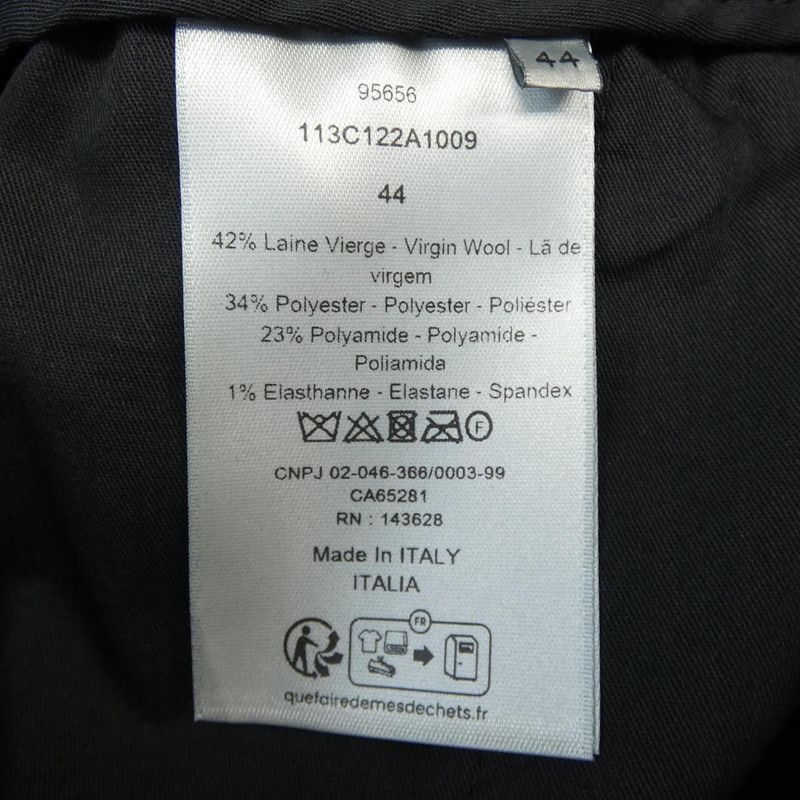 44
95656
113C122A1009
44
42% Laine Vierge - Virgin Wool - Lã de
virgem
34% Polyester - Polyester - Poliéster
23% Polyamide - Polyamide -
Poliamida
1% Elasthanne - Elastane - Spandex
F
CNPJ 02-046-366/0003-99
CA65281
RN : 143628
Made In ITALY
ITALIA
FR
quefairedemesdechets.fr